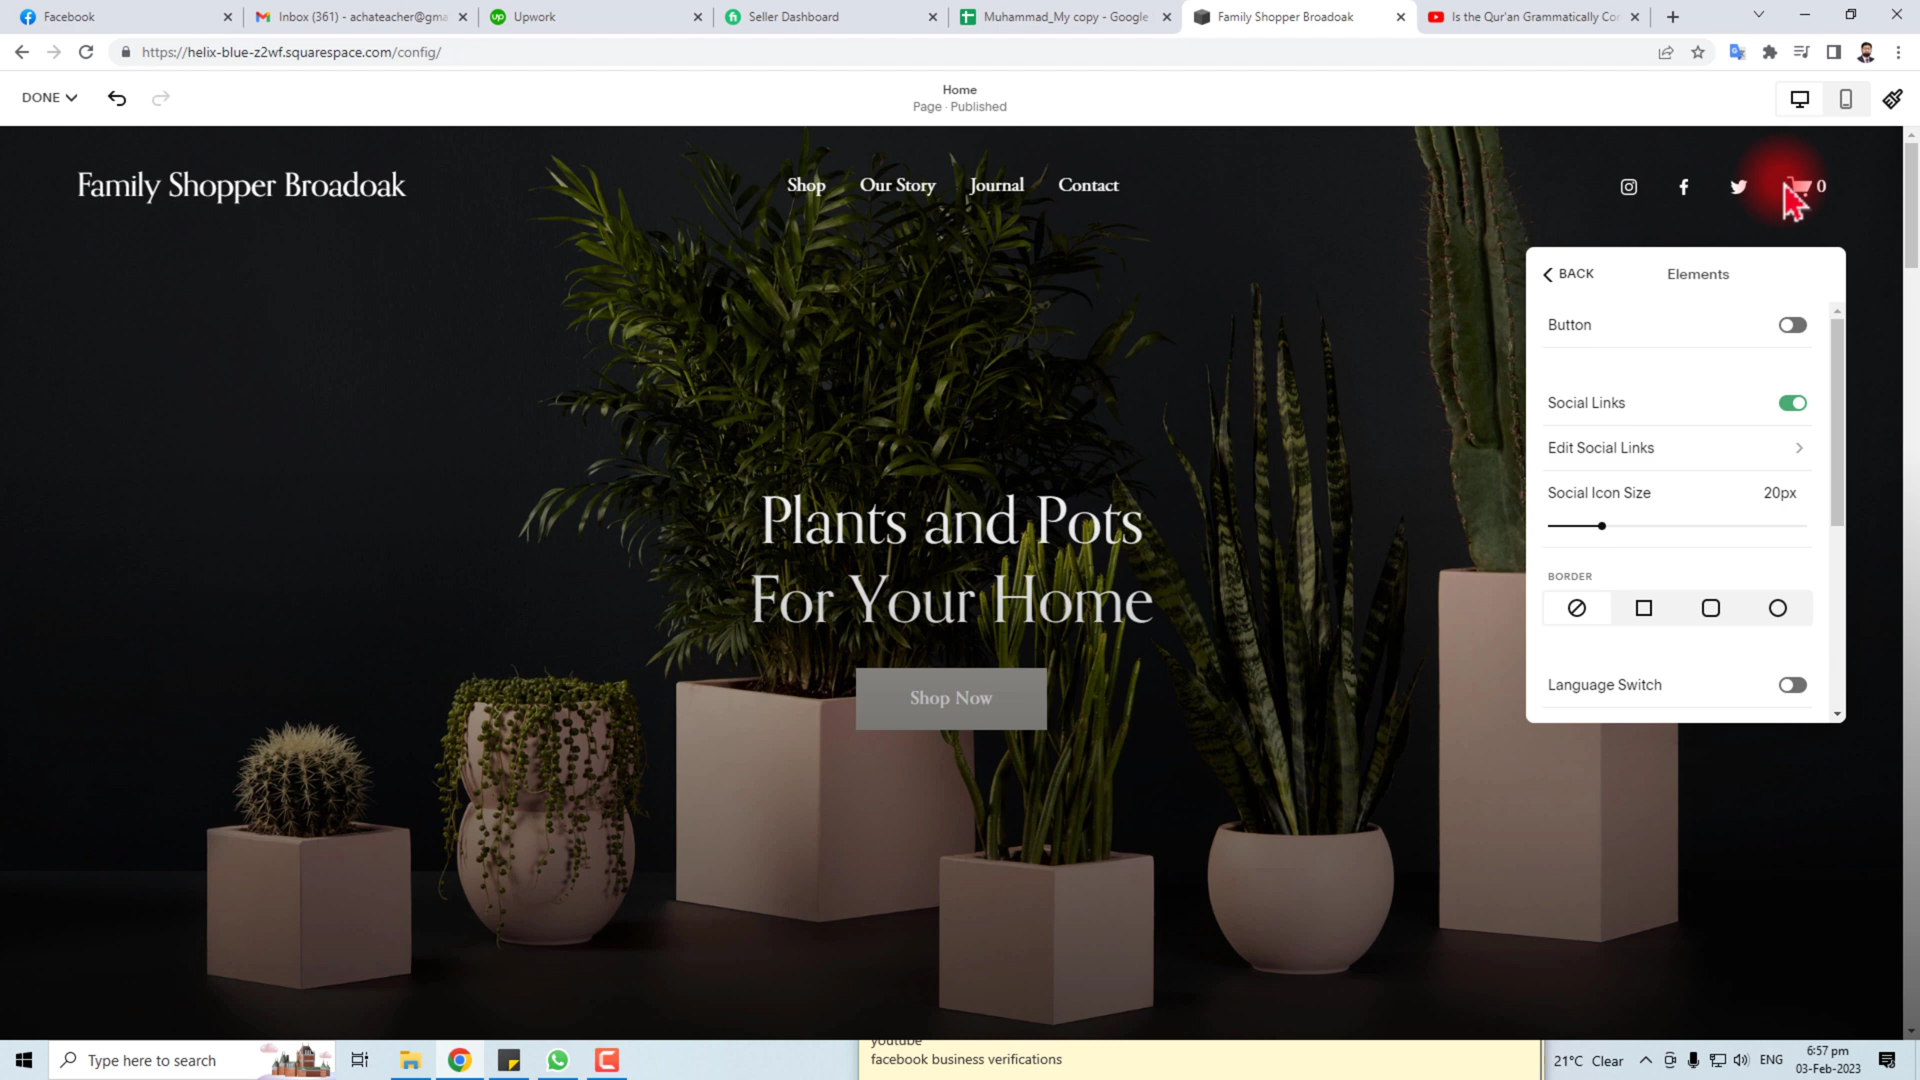 Facebook
Inbox (361) - achateacher@gma
Upwork
Seller Dashboard
Muhammad_My copy - Google
Family Shopper Broadoak
Is the Qur'an Grammatically Co
https://helix-blue-z2wf.squarespace.com/config/
DONE
Home
Page · Published
Family Shopper Broadoak
Shop
Our Story
Journal
Contact
0
BACK
Elements
Button
Social Links
Edit Social Links
Social Icon Size
20px
BORDER
Language Switch
Plants and Pots
For Your Home
Shop Now
Type here to search
youtube
facebook business verifications
21°C Clear
ENG
6:57 pm
03-Feb-2023